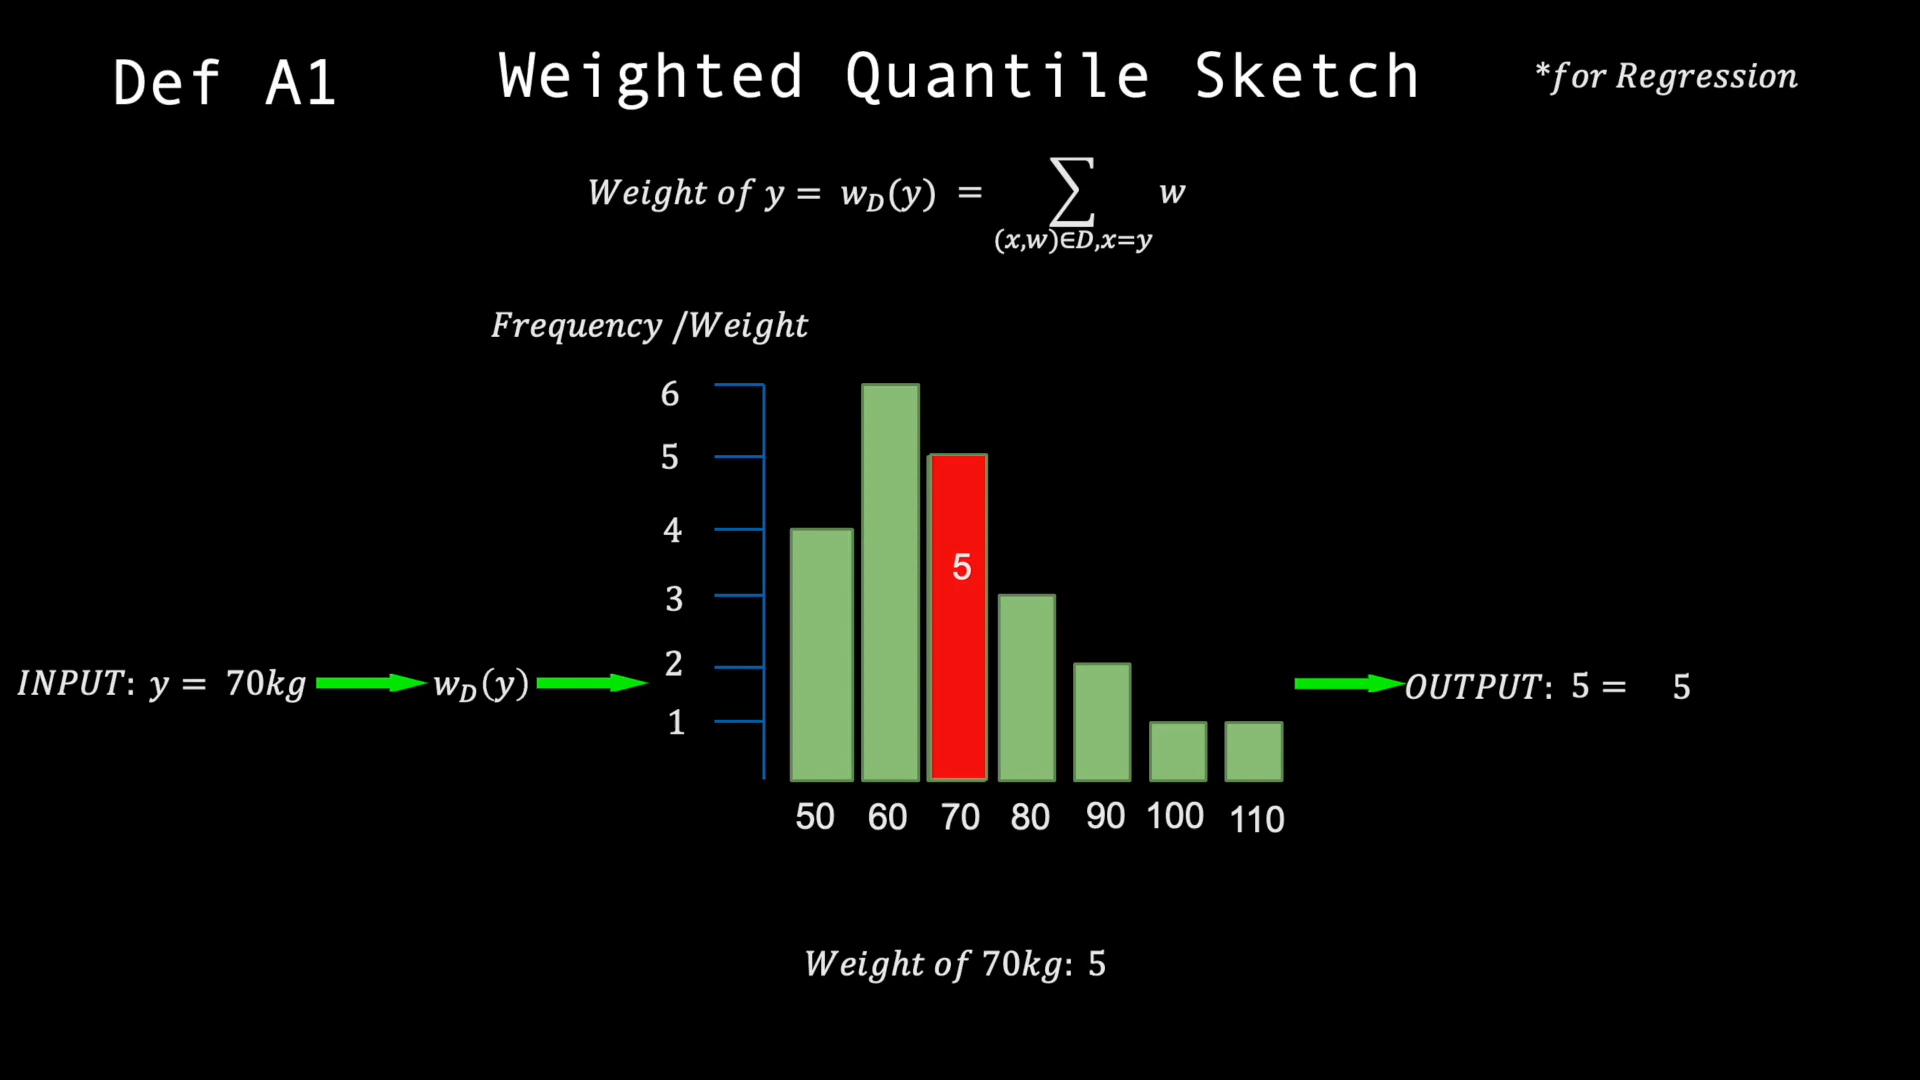 Def A1 Weighted Quantile Sketch *for Regression
Weight of y = w_D(y) = ∑ w
(x,w)∈D,x=y
Frequency /Weight
6
5
4
5
3
2
INPUT: y = 70kg w_D(y) OUTPUT: 5 = 5
1
50 60 70 80 90 100 110
Weight of 70kg: 5